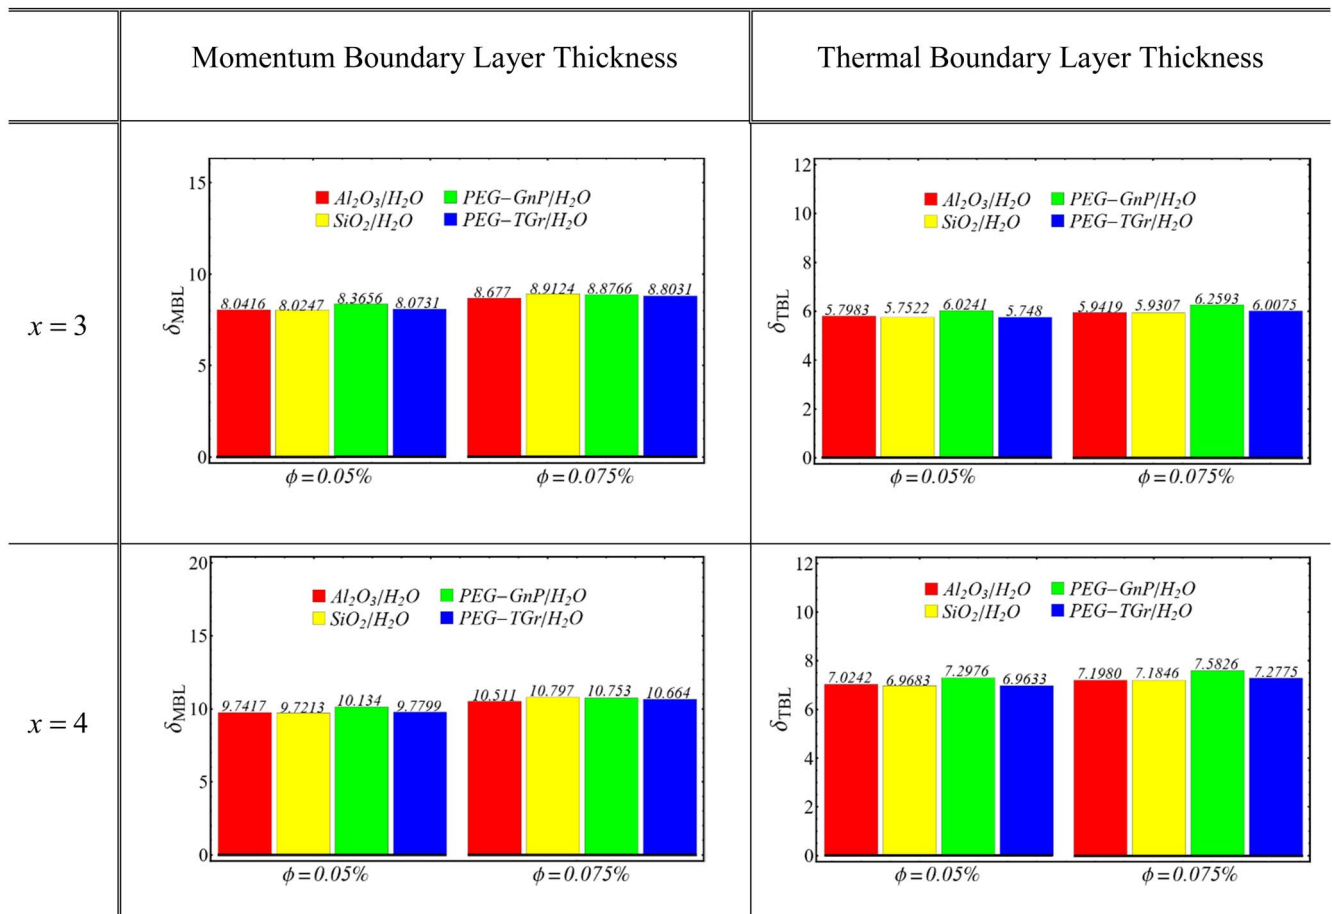 Momentum Boundary Layer Thickness
Thermal Boundary Layer Thickness
x = 3
15
10
5
0
δMBL
Al₂O₃/H₂O PEG−GnP/H₂O
SiO₂/H₂O PEG−TGr/H₂O
8.0416 8.0247 8.3656 8.0731 8.677 8.9124 8.8766 8.8031
ϕ=0.05% ϕ=0.075%
12
10
8
6
4
2
0
δTBL
Al₂O₃/H₂O PEG−GnP/H₂O
SiO₂/H₂O PEG−TGr/H₂O
5.7983 5.7522 6.0241 5.748 5.9419 5.9307 6.2593 6.0075
ϕ=0.05% ϕ=0.075%
x = 4
20
15
10
5
0
δMBL
Al₂O₃/H₂O PEG−GnP/H₂O
SiO₂/H₂O PEG−TGr/H₂O
9.7417 9.7213 10.134 9.7799 10.511 10.797 10.753 10.664
ϕ=0.05% ϕ=0.075%
12
10
8
6
4
2
0
δTBL
Al₂O₃/H₂O PEG−GnP/H₂O
SiO₂/H₂O PEG−TGr/H₂O
7.0242 6.9683 7.2976 6.9633 7.1980 7.1846 7.5826 7.2775
ϕ=0.05% ϕ=0.075%